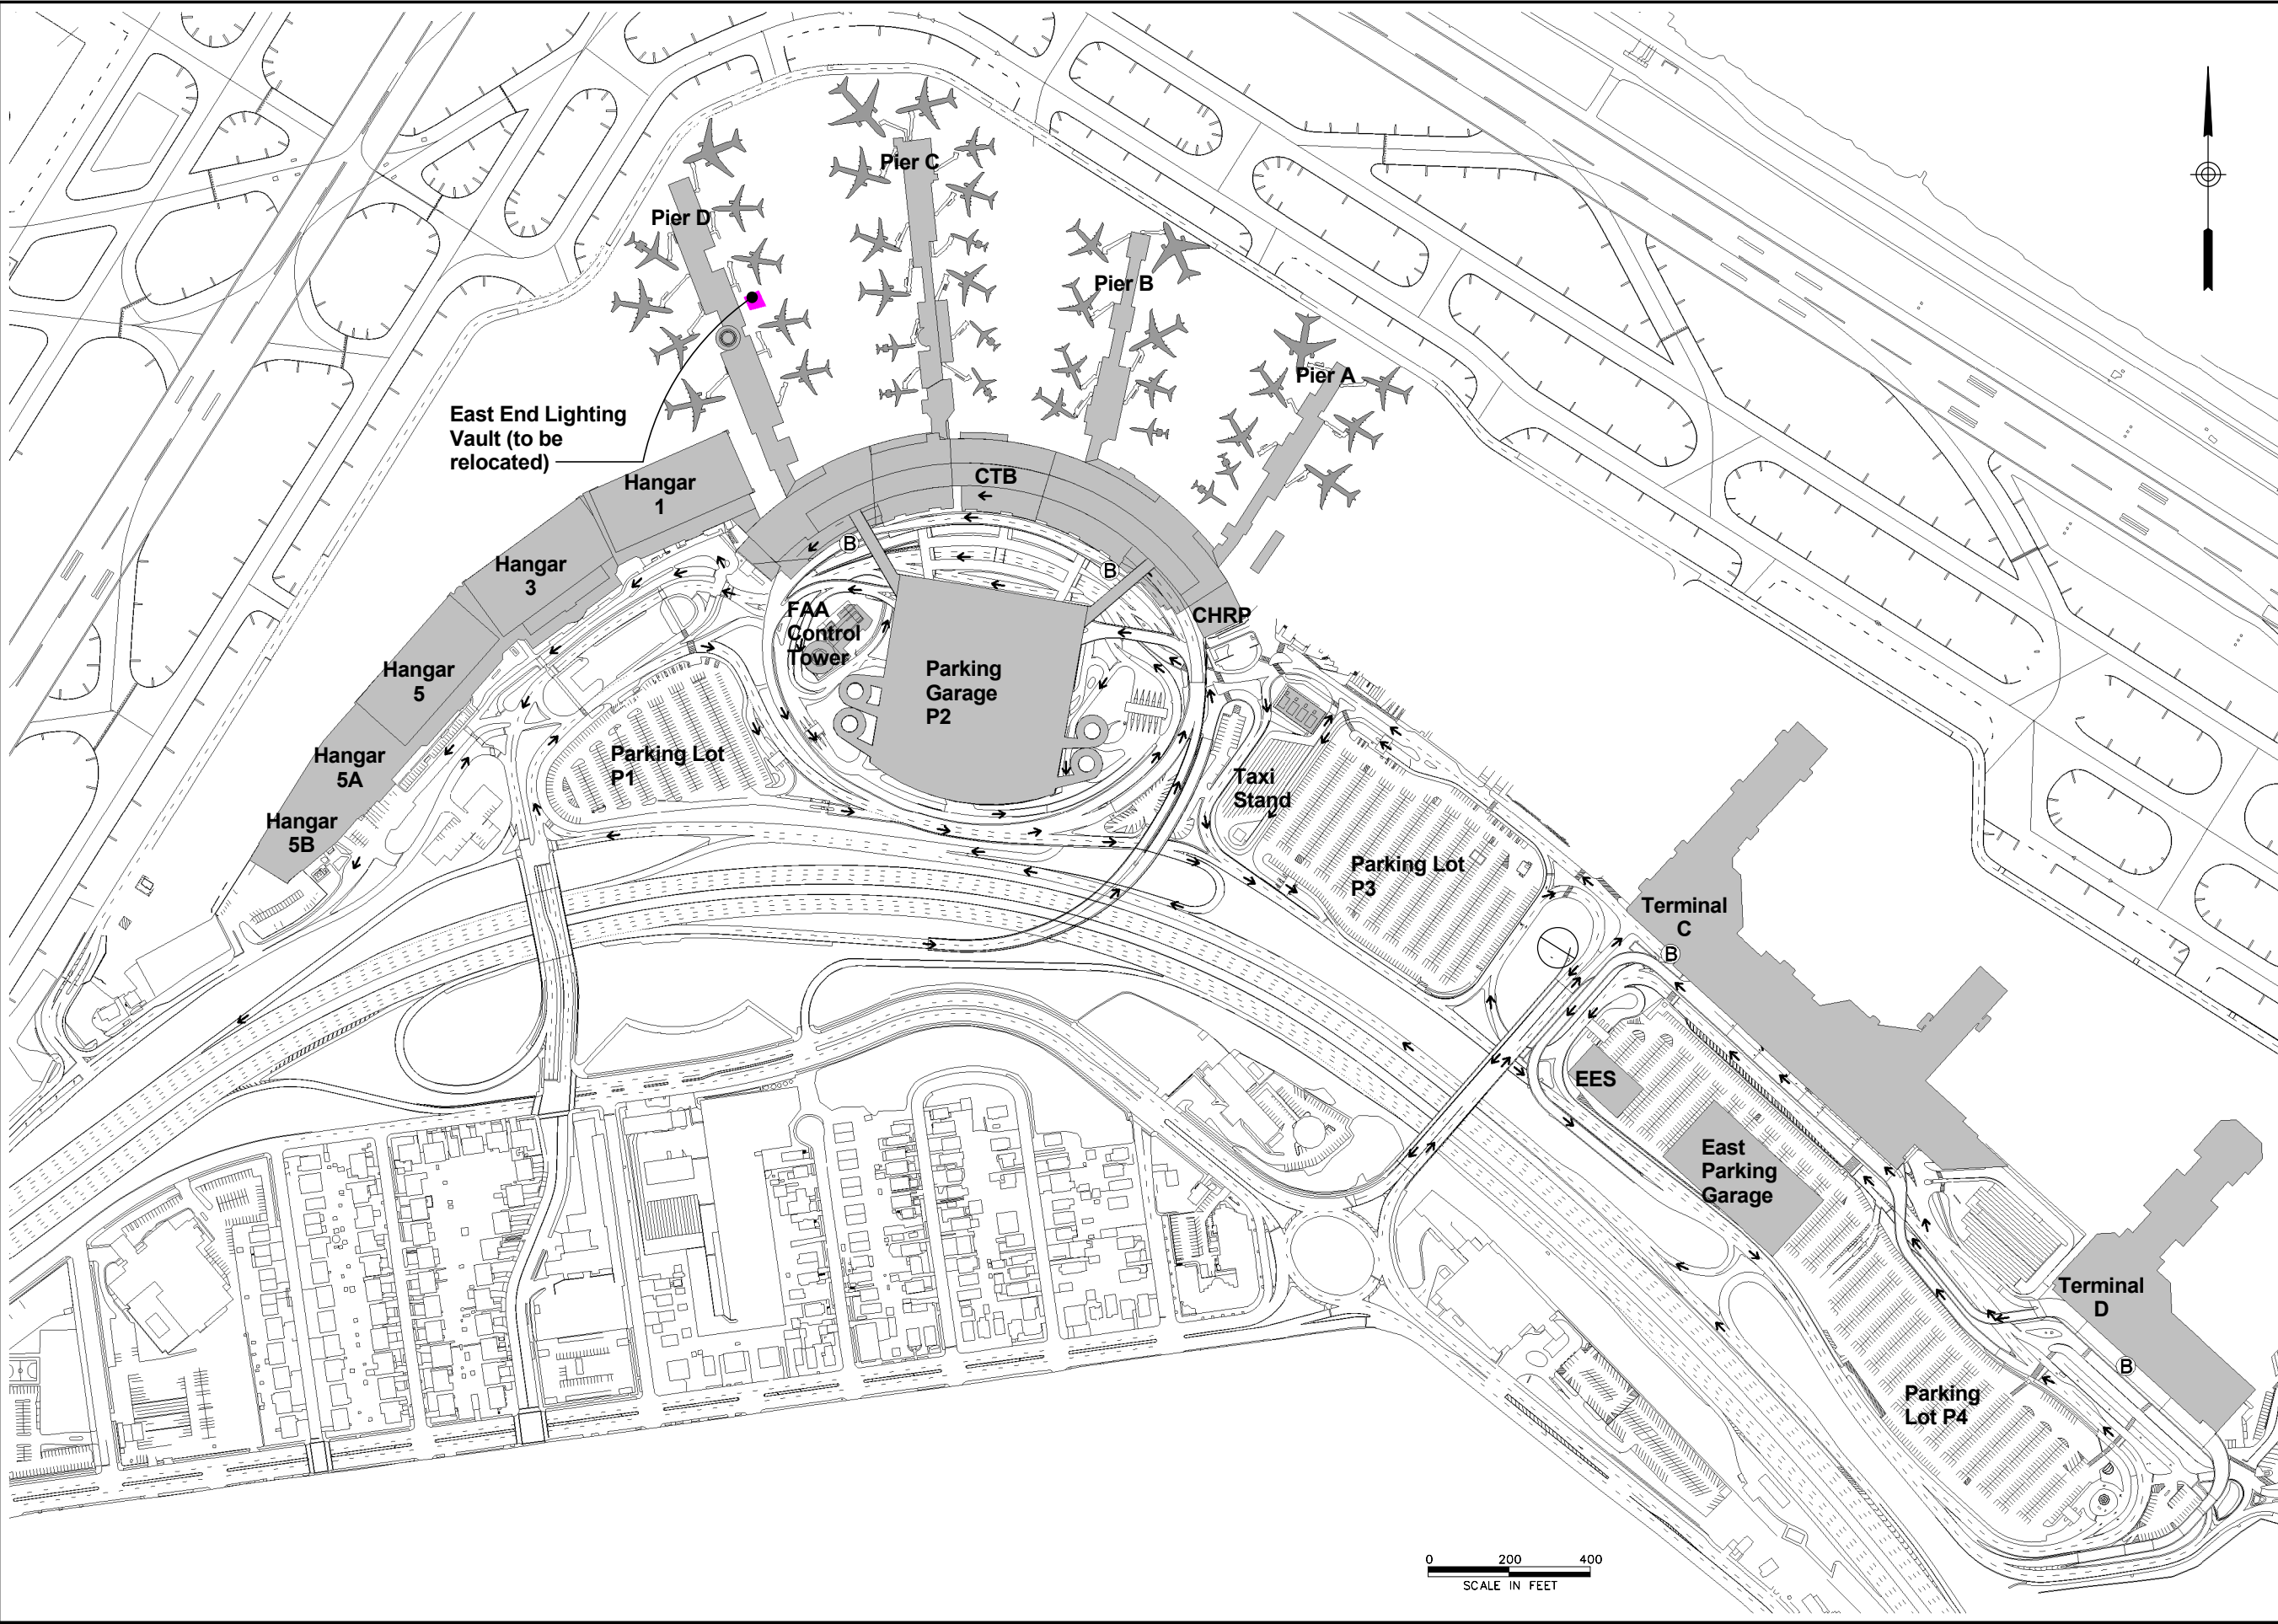 Pier C
Pier D
Pier B
Pier A
East End Lighting
Vault (to be
relocated)
CTB
Hangar
1
B
Hangar
3
B
FAA
Control
Tower
CHRP
Hangar
5
Parking
Garage
P2
Hangar
5A
Parking Lot
P1
Taxi
Stand
Hangar
5B
Parking Lot
P3
Terminal
C
B
EES
East
Parking
Garage
Terminal
D
B
Parking
Lot P4
0 200 400
SCALE IN FEET